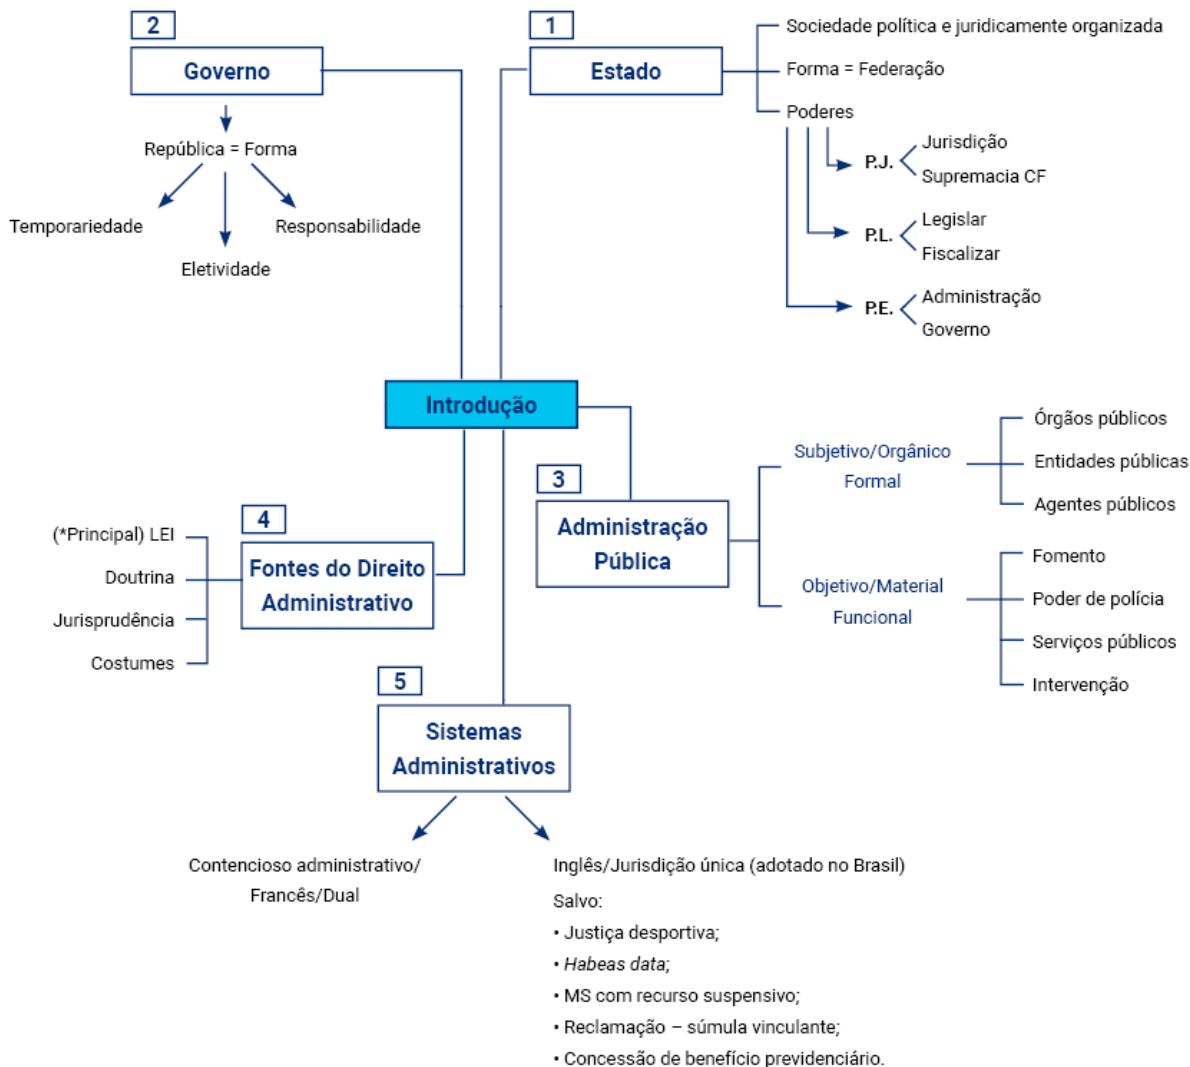 1
Estado
Sociedade política e juridicamente organizada
Forma = Federação
Poderes
P.J.
Jurisdição
Supremacia CF
P.L.
Legislar
Fiscalizar
P.E.
Administração
Governo
2
Governo
República = Forma
Temporariedade
Eletividade
Responsabilidade
Introdução
3
Administração
Pública
Subjetivo/Orgânico
Formal
Órgãos públicos
Entidades públicas
Agentes públicos
Objetivo/Material
Funcional
Fomento
Poder de polícia
Serviços públicos
Intervenção
4
Fontes do Direito
Administrativo
(*Principal) LEI
Doutrina
Jurisprudência
Costumes
5
Sistemas
Administrativos
Contencioso administrativo/
Francês/Dual
Inglês/Jurisdição única (adotado no Brasil)
Salvo:
• Justiça desportiva;
• Habeas data;
• MS com recurso suspensivo;
• Reclamação – súmula vinculante;
• Concessão de benefício previdenciário.